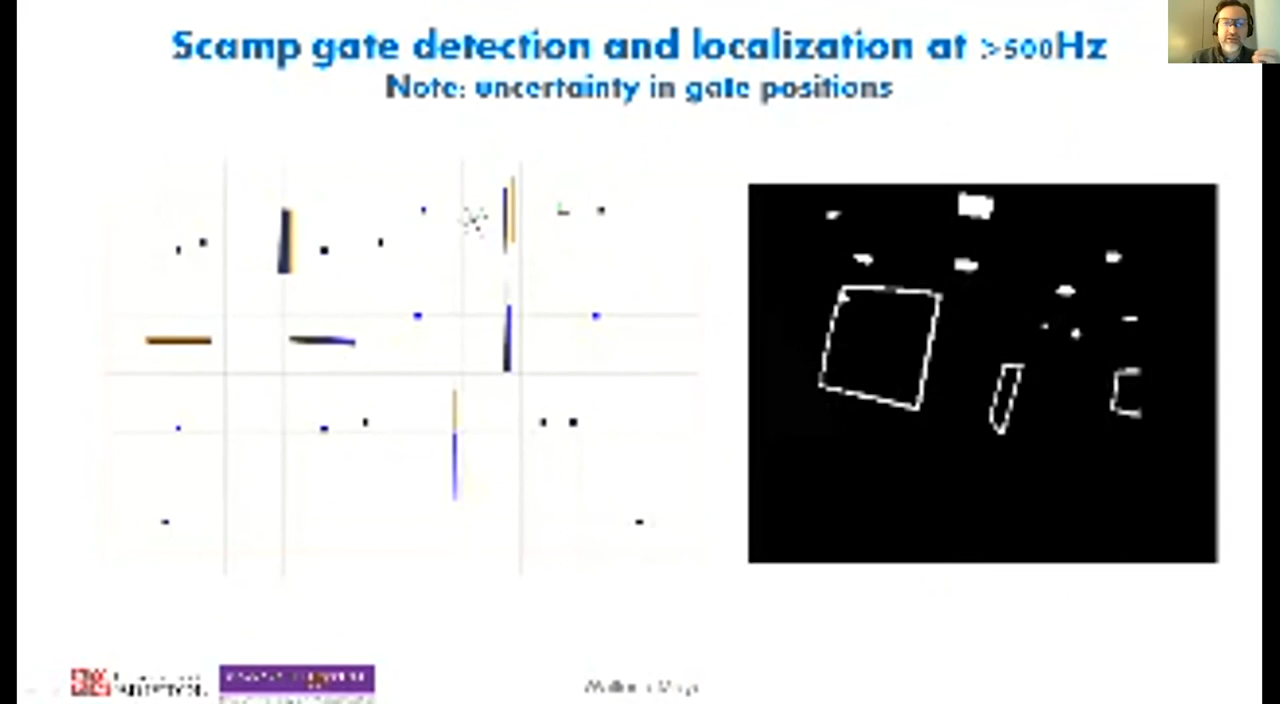 Scamp gate detection and localization at >500Hz
Note: uncertainty in gate positions